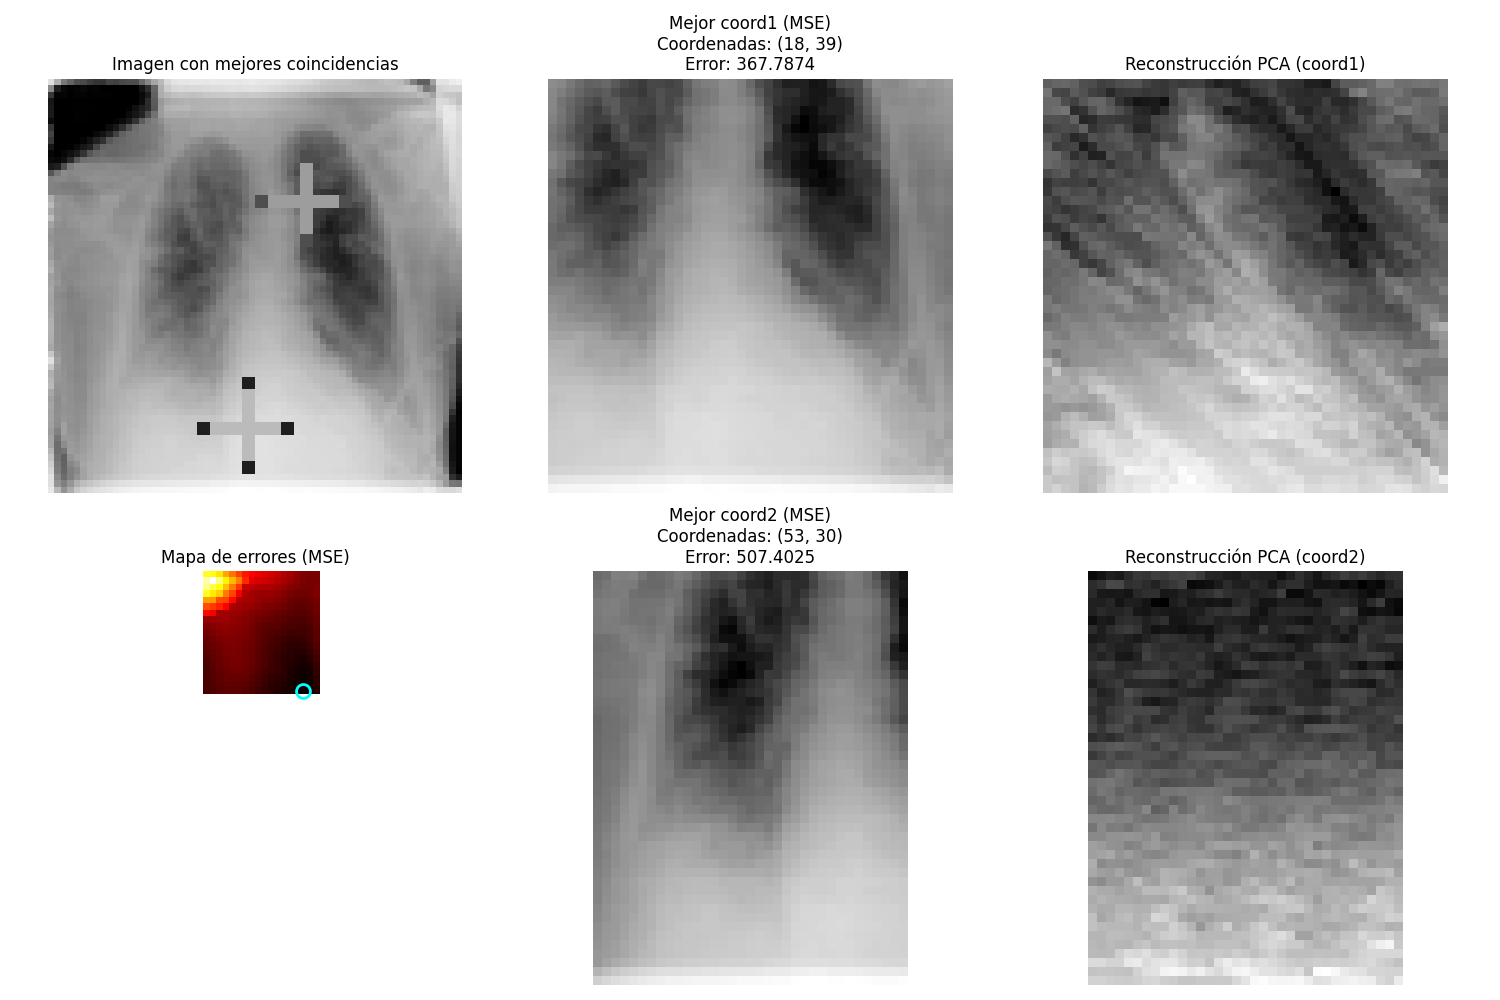 Imagen con mejores coincidencias
Mejor coord1 (MSE)
Coordenadas: (18, 39)
Error: 367.7874
Reconstrucción PCA (coord1)
Mapa de errores (MSE)
Mejor coord2 (MSE)
Coordenadas: (53, 30)
Error: 507.4025
Reconstrucción PCA (coord2)